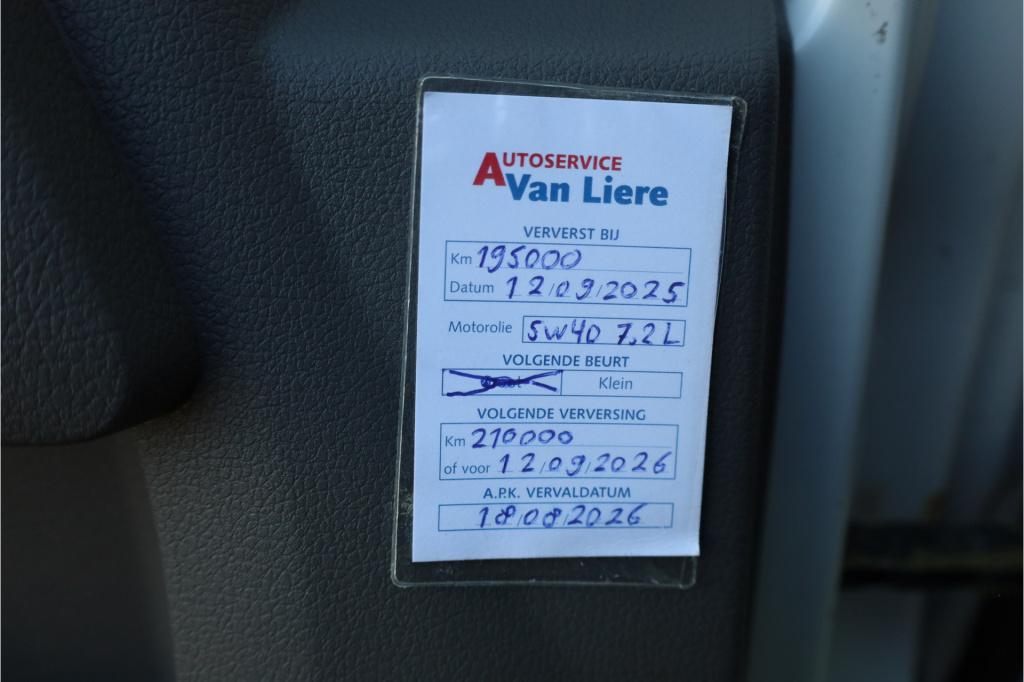 AUTOSERVICE
Van Liere
VERVERST BIJ
Km 195000
Datum 12/09/2025
Motorolie 5W40 7.2L
VOLGENDE BEURT
Klein
VOLGENDE VERVERSING
Km 210000
of voor 12/09/2026
A.P.K. VERVALDATUM
18/08/2026